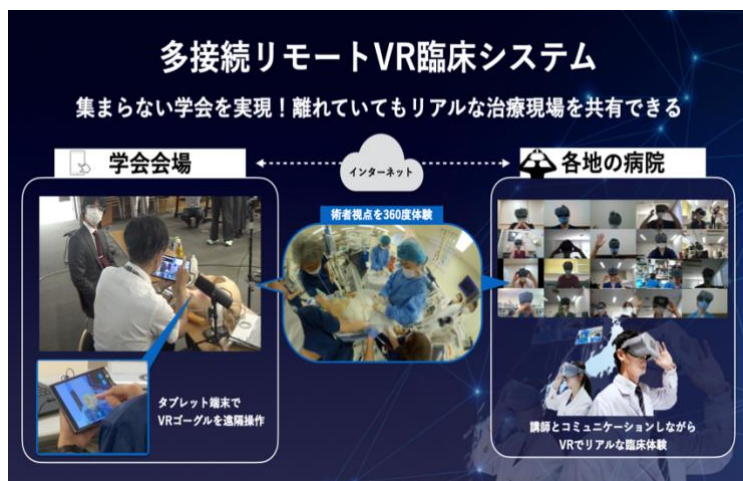 多接続リモートVR臨床システム
集まらない学会を実現！離れていてもリアルな治療現場を共有できる
学会会場
インターネット
各地の病院
術者視点を360度体験
タブレット端末で
VRゴーグルを遠隔操作
講師とコミュニケーションしながら
VRでリアルな臨床体験